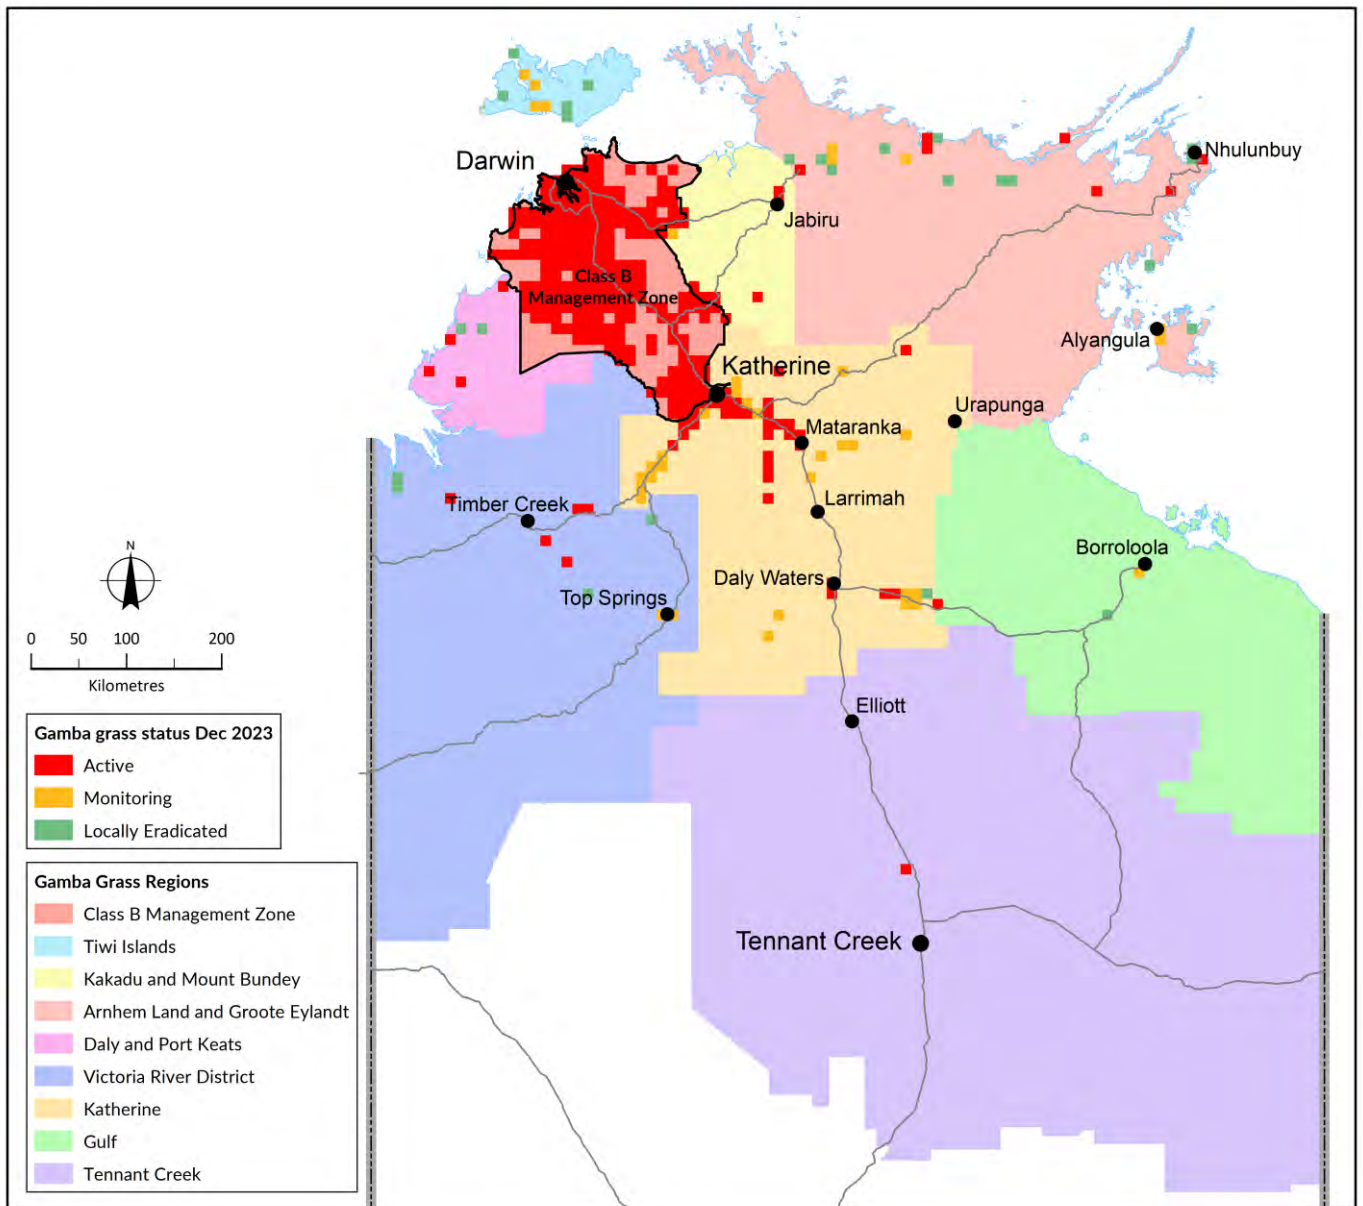 Darwin
Nhulunbuy
Jabiru
Class B
Management Zone
Alyangula
Katherine
Urapunga
Mataranka
Timber Creek
Larrimah
Borroloola
Daly Waters
Top Springs
N
0 50 100 200
Kilometres
Elliott
Tennant Creek
Gamba grass status Dec 2023
Active
Monitoring
Locally Eradicated
Gamba Grass Regions
Class B Management Zone
Tiwi Islands
Kakadu and Mount Bundey
Arnhem Land and Groote Eylandt
Daly and Port Keats
Victoria River District
Katherine
Gulf
Tennant Creek